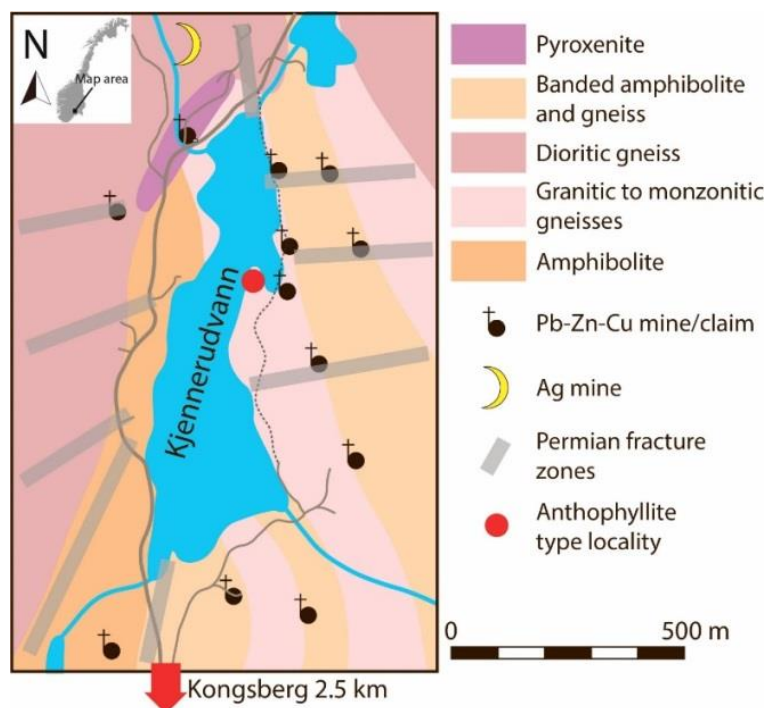 N
Map area
Kjennerudvann
Kongsberg 2.5 km
Pyroxenite
Banded amphibolite
and gneiss
Dioritic gneiss
Granitic to monzonitic
gneisses
Amphibolite
Pb-Zn-Cu mine/claim
Ag mine
Permian fracture
zones
Anthophyllite
type locality
0 500 m